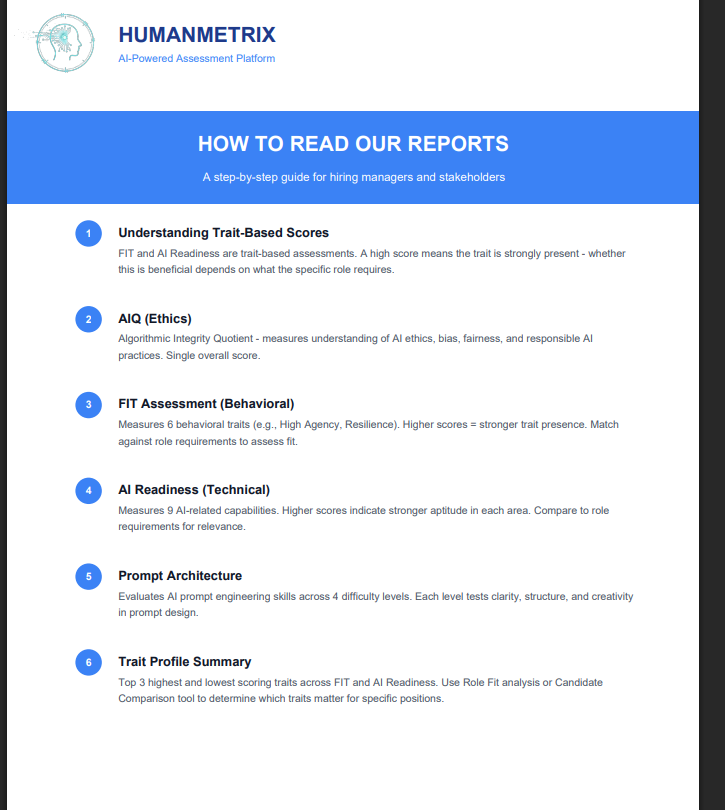 HUMANMETRIX
AI-Powered Assessment Platform
HOW TO READ OUR REPORTS
A step-by-step guide for hiring managers and stakeholders
1
Understanding Trait-Based Scores
FIT and AI Readiness are trait-based assessments. A high score means the trait is strongly present - whether
this is beneficial depends on what the specific role requires.
2
AIQ (Ethics)
Algorithmic Integrity Quotient - measures understanding of AI ethics, bias, fairness, and responsible AI
practices. Single overall score.
3
FIT Assessment (Behavioral)
Measures 6 behavioral traits (e.g., High Agency, Resilience). Higher scores = stronger trait presence. Match
against role requirements to assess fit.
4
AI Readiness (Technical)
Measures 9 AI-related capabilities. Higher scores indicate stronger aptitude in each area. Compare to role
requirements for relevance.
5
Prompt Architecture
Evaluates AI prompt engineering skills across 4 difficulty levels. Each level tests clarity, structure, and creativity
in prompt design.
6
Trait Profile Summary
Top 3 highest and lowest scoring traits across FIT and AI Readiness. Use Role Fit analysis or Candidate
Comparison tool to determine which traits matter for specific positions.